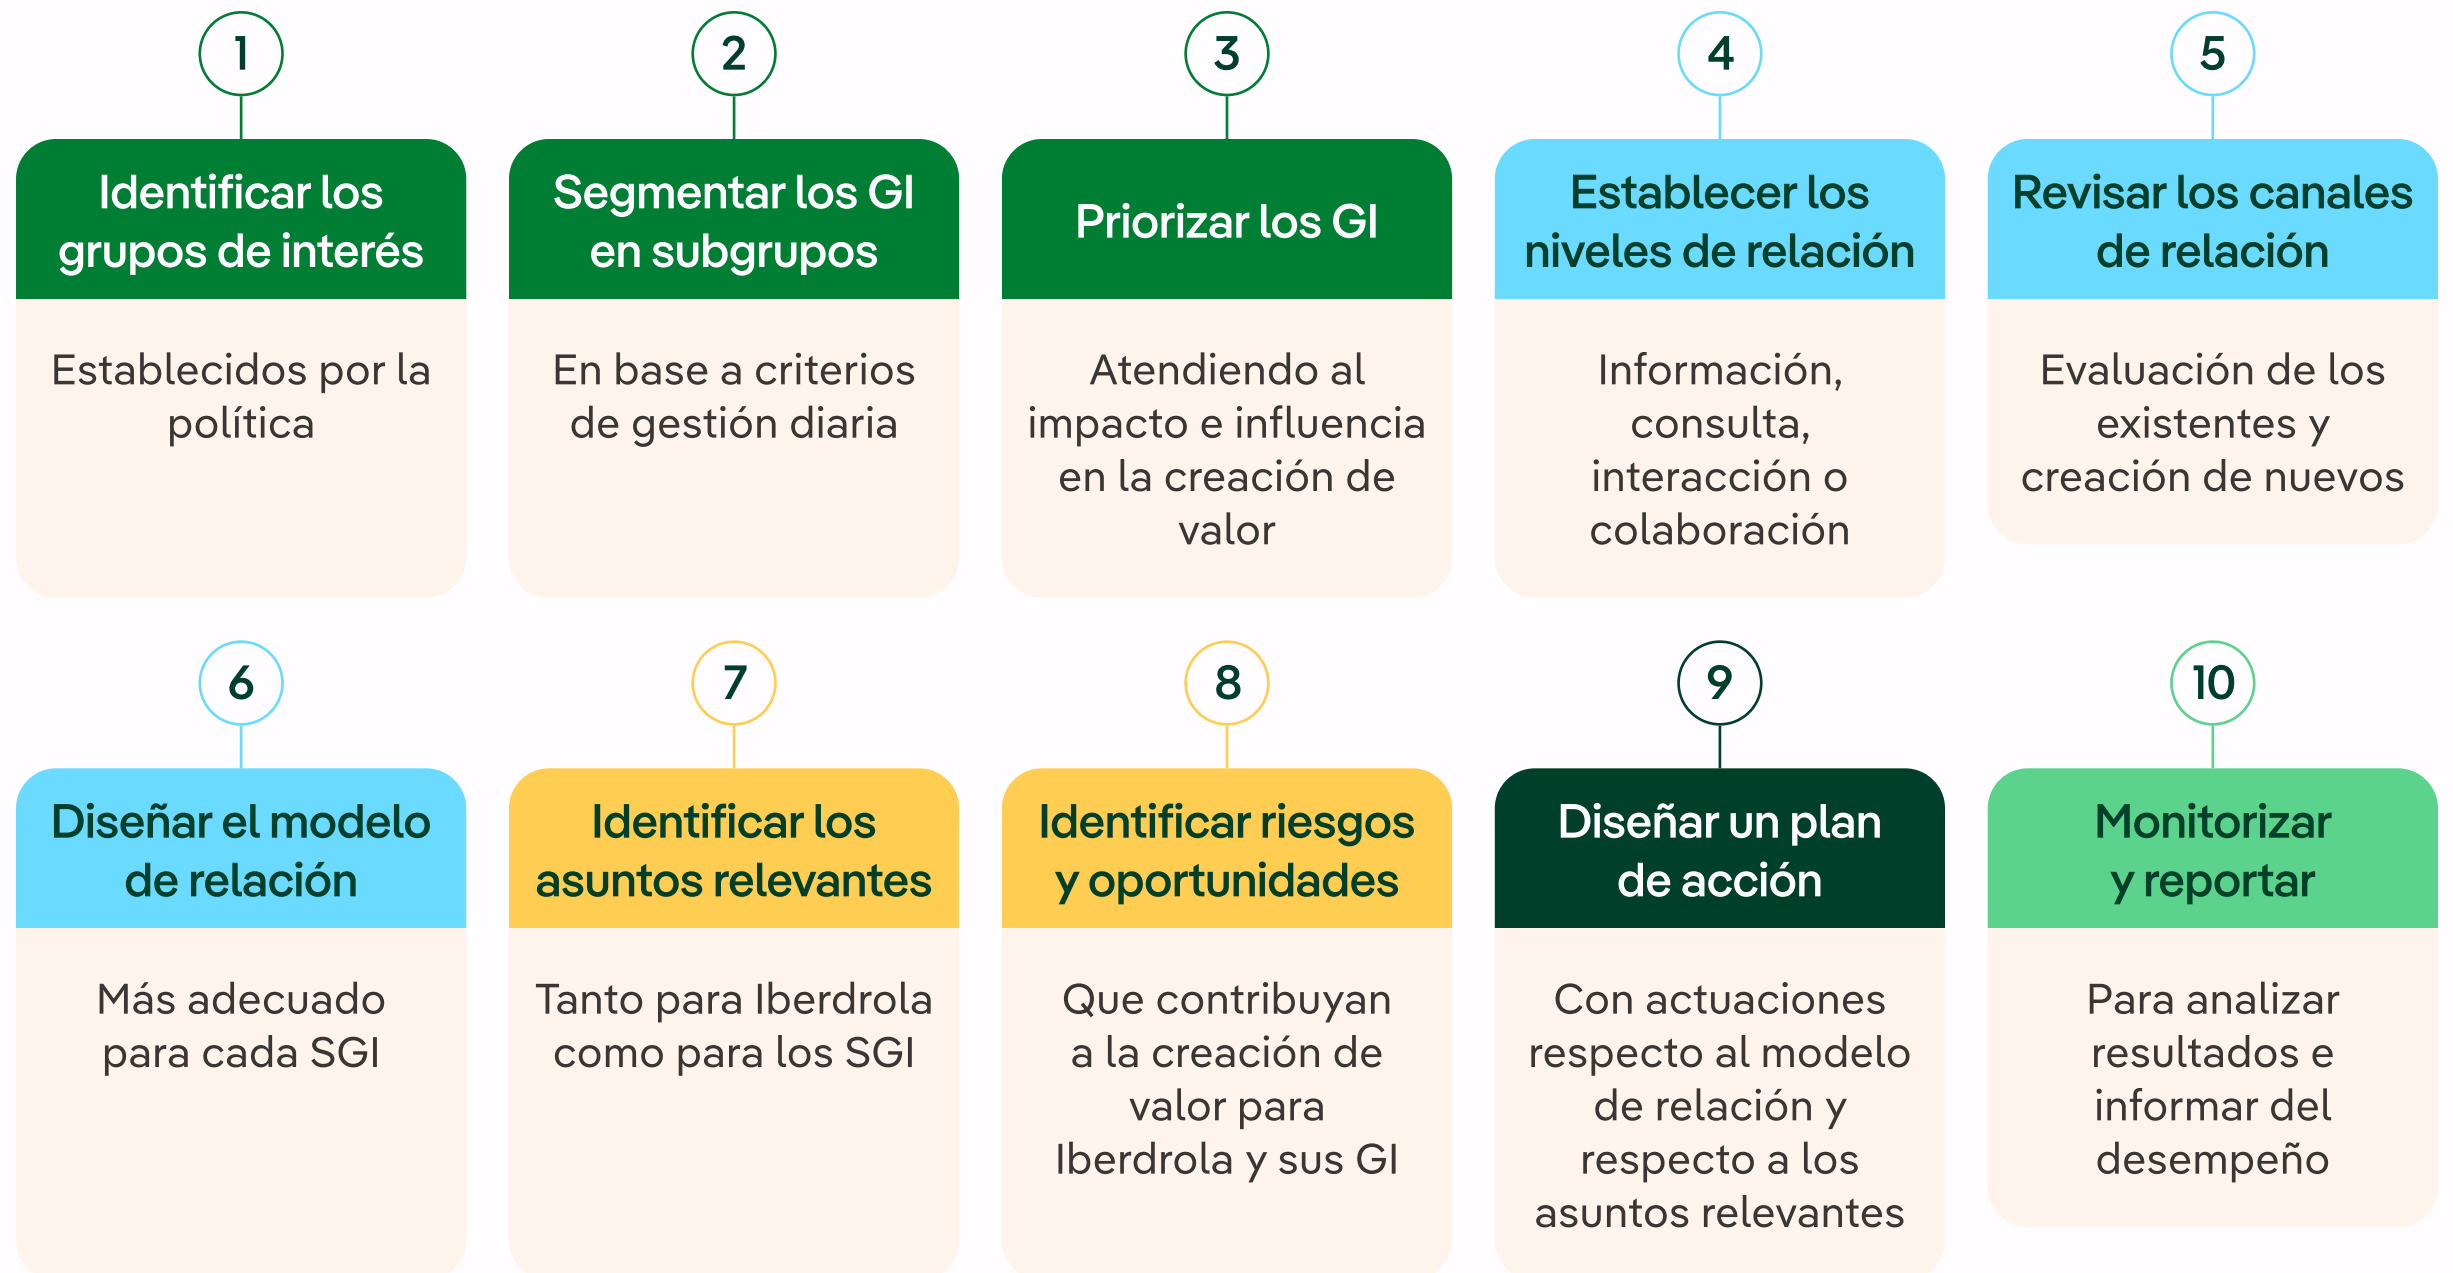 1
Identificar los
grupos de interés
Establecidos por la
política
2
Segmentar los GI
en subgrupos
En base a criterios
de gestión diaria
3
Priorizar los GI
Atendiendo al
impacto e influencia
en la creación de
valor
4
Establecer los
niveles de relación
Información,
consulta,
interacción o
colaboración
5
Revisar los canales
de relación
Evaluación de los
existentes y
creación de nuevos
6
Diseñar el modelo
de relación
Más adecuado
para cada SGI
7
Identificar los
asuntos relevantes
Tanto para Iberdrola
como para los SGI
8
Identificar riesgos
y oportunidades
Que contribuyan
a la creación de
valor para
Iberdrola y sus GI
9
Diseñar un plan
de acción
Con actuaciones
respecto al modelo
de relación y
respecto a los
asuntos relevantes
10
Monitorizar
y reportar
Para analizar
resultados e
informar del
desempeño